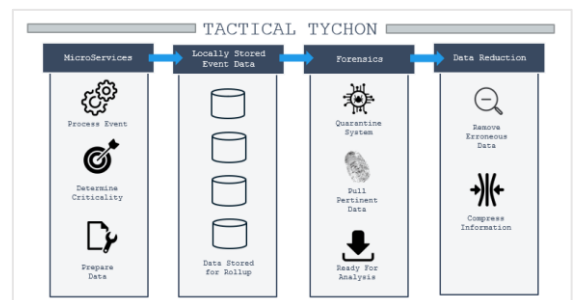 TACTICAL TYCHON
MicroServices
Process Event
Determine
Criticality
Prepare
Data
Locally Stored
Event Data
Data Stored
for Rollup
Forensics
Quarantine
System
Pull
Pertinent
Data
Ready For
Analysis
Data Reduction
Remove
Erroneous
Data
Compress
Information